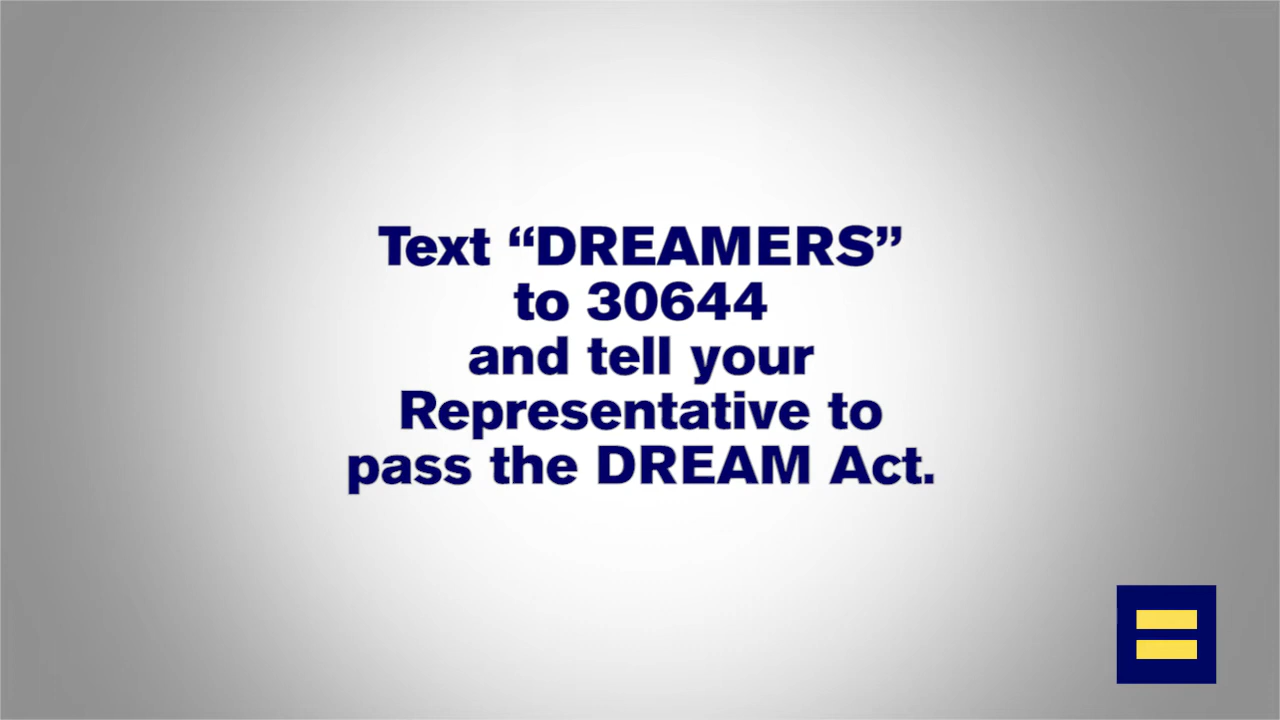 Text “DREAMERS”
to 30644
and tell your
Representative to
pass the DREAM Act.